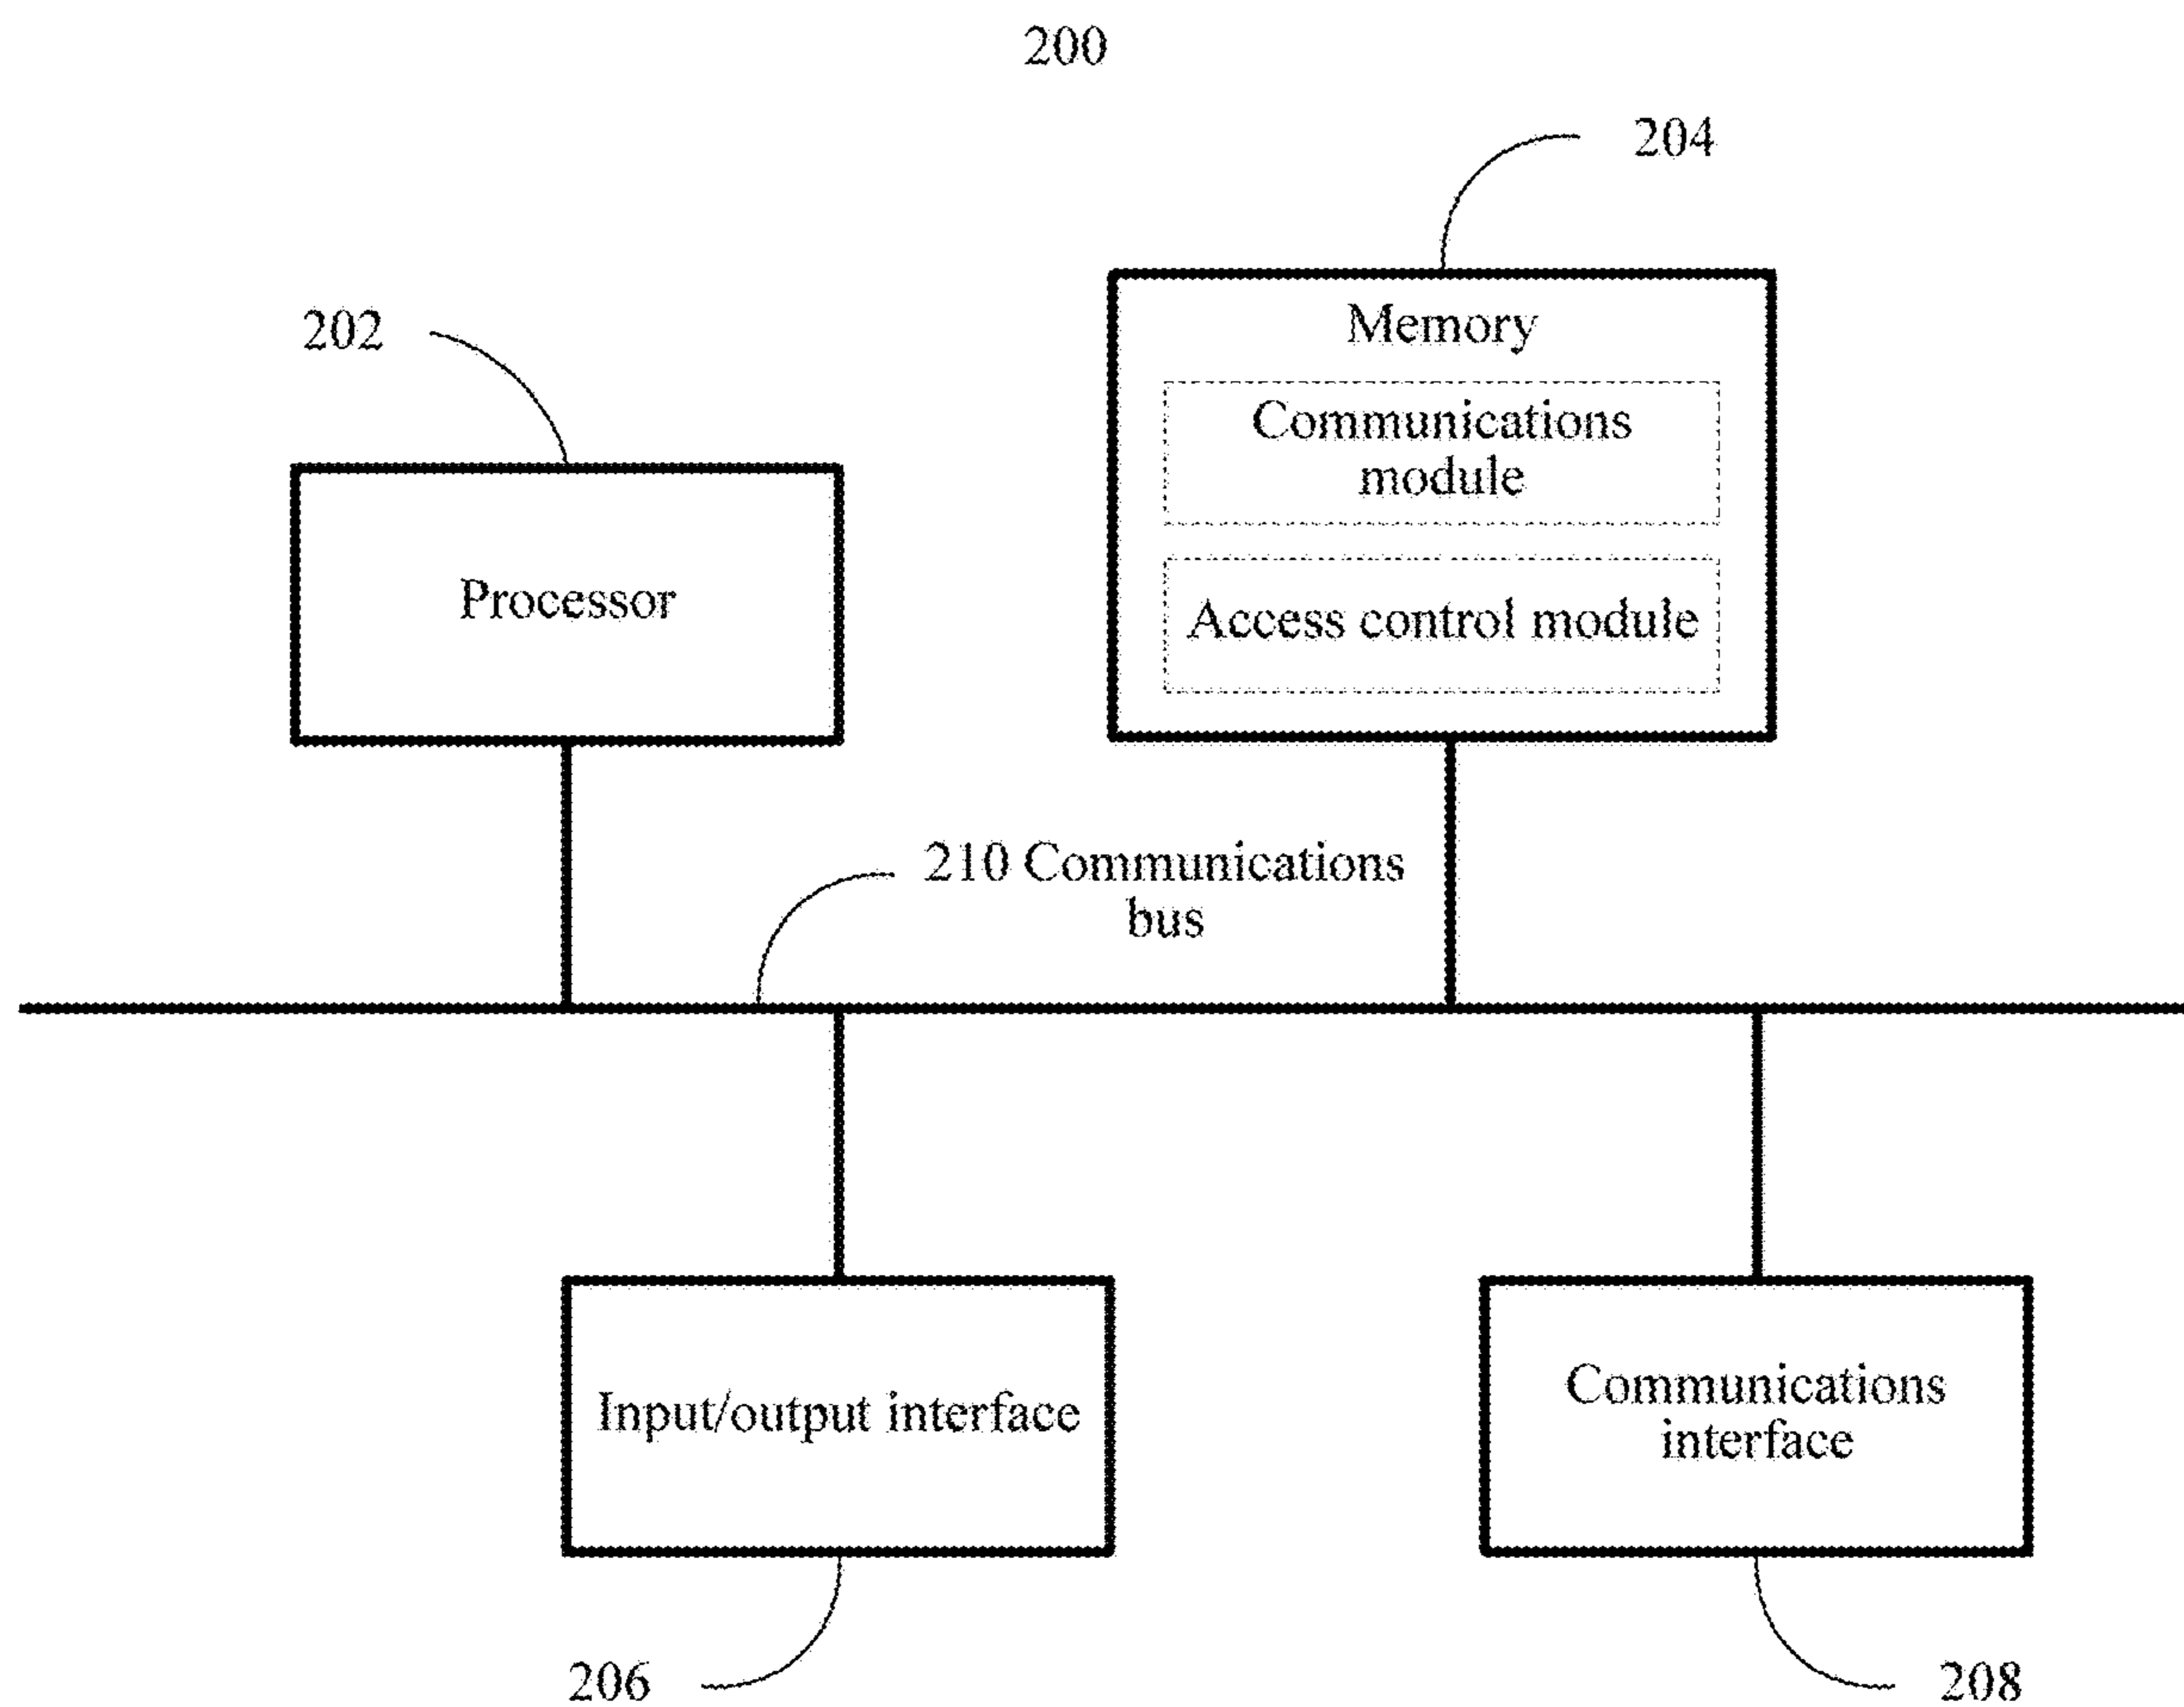 200
204
202
Memory
Communications
module
Access control module
Processor
210 Communications
bus
Input/output interface
Communications
interface
206
208